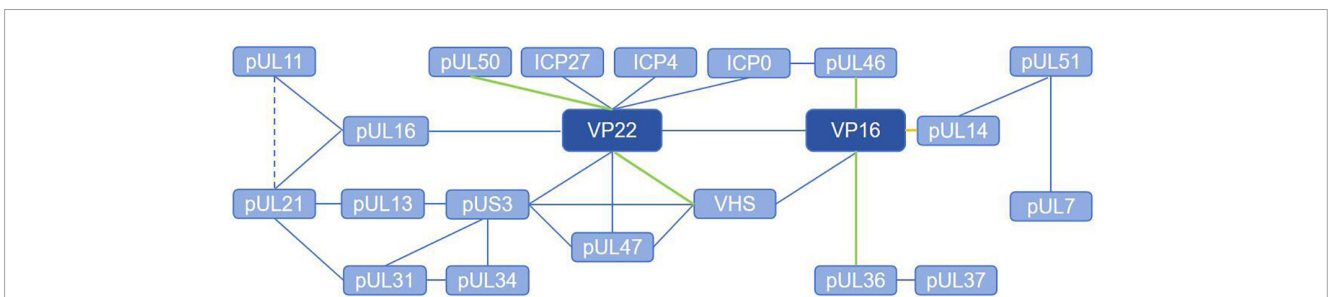 pUL11
pUL50
ICP27
ICP4
ICP0
pUL46
pUL51
pUL16
VP22
VP16
pUL14
pUL21
pUL13
pUS3
VHS
pUL7
pUL47
pUL31
pUL34
pUL36
pUL37